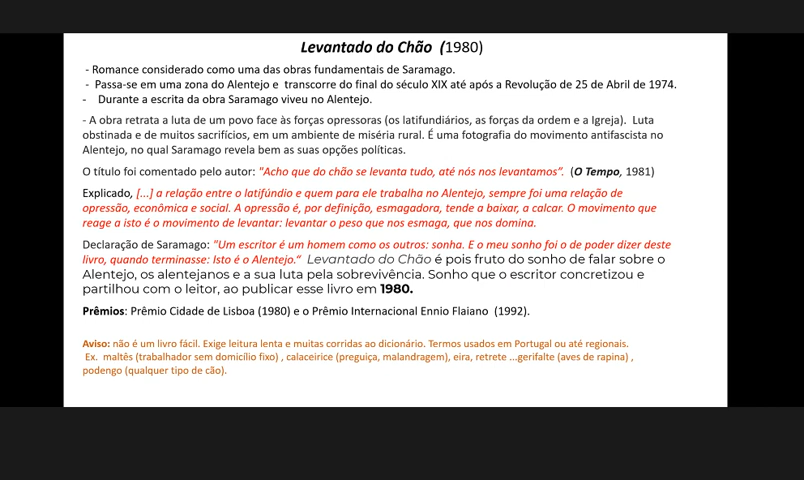 Levantado do Chão (1980)
- Romance considerado como uma das obras fundamentais de Saramago.
- Passa-se em uma zona do Alentejo e transcorre do final do século XIX até após a Revolução de 25 de Abril de 1974.
- Durante a escrita da obra Saramago viveu no Alentejo.
- A obra retrata a luta de um povo face às forças opressoras (os latifundiários, as forças da ordem e a Igreja). Luta
obstinada e de muitos sacrifícios, em um ambiente de miséria rural. É uma fotografia do movimento antifascista no
Alentejo, no qual Saramago revela bem as suas opções políticas.
O título foi comentado pelo autor: "Acho que do chão se levanta tudo, até nós nos levantamos". (O Tempo, 1981)
Explicado, [...] a relação entre o latifúndio e quem para ele trabalha no Alentejo, sempre foi uma relação de
opressão, econômica e social. A opressão é, por definição, esmagadora, tende a baixar, a calcar. O movimento que
reage a isto é o movimento de levantar: levantar o peso que nos esmaga, que nos domina.
Declaração de Saramago: "Um escritor é um homem como os outros: sonha. E o meu sonho foi o de poder dizer deste
livro, quando terminasse: Isto é o Alentejo." Levantado do Chão é pois fruto do sonho de falar sobre o
Alentejo, os alentejanos e a sua luta pela sobrevivência. Sonho que o escritor concretizou e
partilhou com o leitor, ao publicar esse livro em 1980.
Prêmios: Prêmio Cidade de Lisboa (1980) e o Prêmio Internacional Ennio Flaiano (1992).
Aviso: não é um livro fácil. Exige leitura lenta e muitas corridas ao dicionário. Termos usados em Portugal ou até regionais.
Ex. maltês (trabalhador sem domicílio fixo) , calaceirice (preguiça, malandragem), eira, retrete ...gerifalte (aves de rapina) ,
podengo (qualquer tipo de cão).